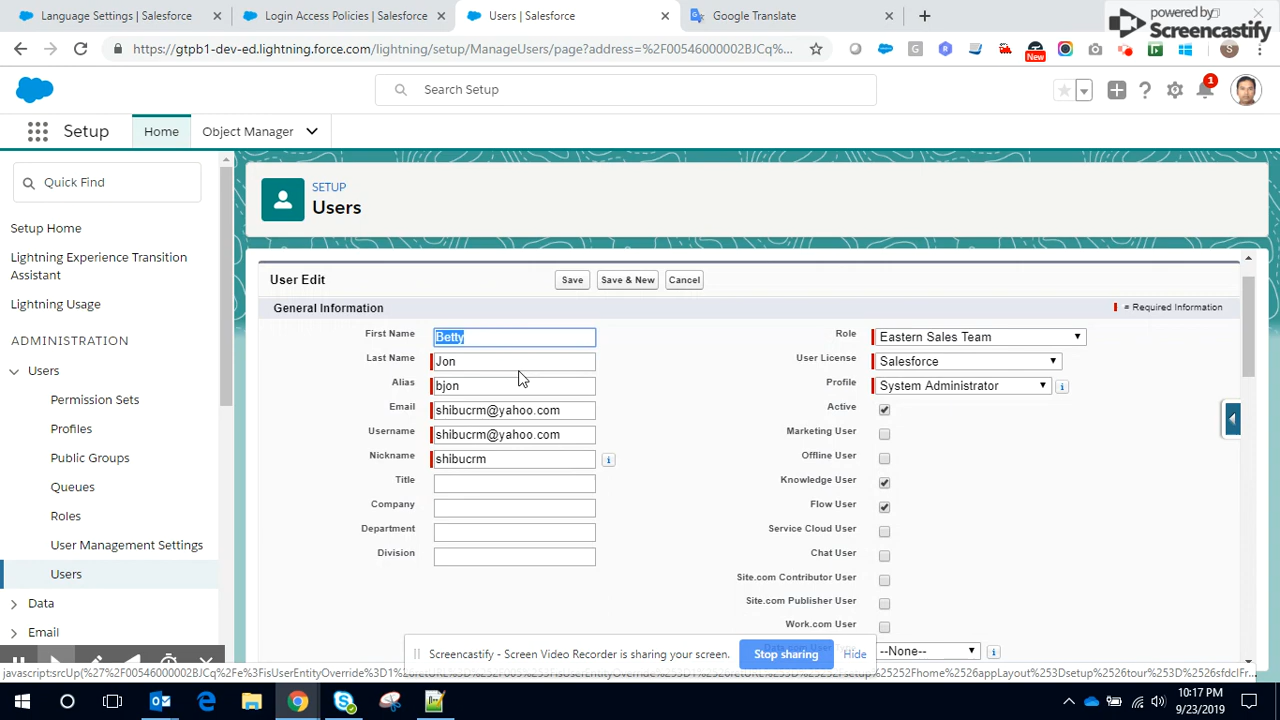 Language Settings | Salesforce
Login Access Policies | Salesforce
Users | Salesforce
Google Translate
powered by
Screencastify
https://gtpb1-dev-ed.lightning.force.com/lightning/setup/ManageUsers/page?address=%2F00546000002BJCq%...
New
Search Setup
1
Setup
Home
Object Manager
Quick Find
Setup Home
Lightning Experience Transition
Assistant
Lightning Usage
ADMINISTRATION
Users
Permission Sets
Profiles
Public Groups
Queues
Roles
User Management Settings
Users
Data
Email
SETUP
Users
User Edit
Save
Save & New
Cancel
General Information
= Required Information
First Name Betty
Last Name Jon
Alias bjon
Email shibucrm@yahoo.com
Username shibucrm@yahoo.com
Nickname shibucrm
Title
Company
Department
Division
Role Eastern Sales Team
User License Salesforce
Profile System Administrator
Active
Marketing User
Offline User
Knowledge User
Flow User
Service Cloud User
Chat User
Site.com Contributor User
Site.com Publisher User
Work.com User
--None--
Screencastify - Screen Video Recorder is sharing your screen.
Stop sharing
Hide
10:17 PM
9/23/2019